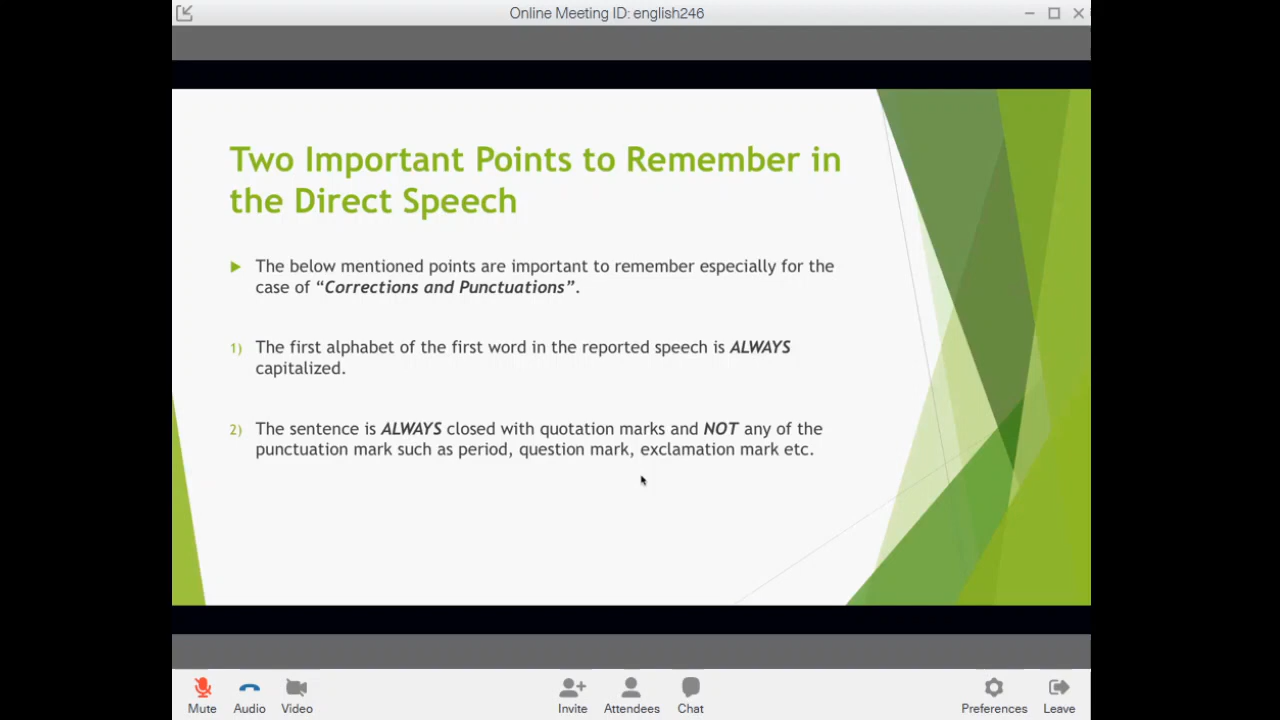 Online Meeting ID: english246
Two Important Points to Remember in
the Direct Speech
The below mentioned points are important to remember especially for the
case of “Corrections and Punctuations”.
1) The first alphabet of the first word in the reported speech is ALWAYS
capitalized.
2) The sentence is ALWAYS closed with quotation marks and NOT any of the
punctuation mark such as period, question mark, exclamation mark etc.
Mute Audio Video Invite Attendees Chat Preferences Leave